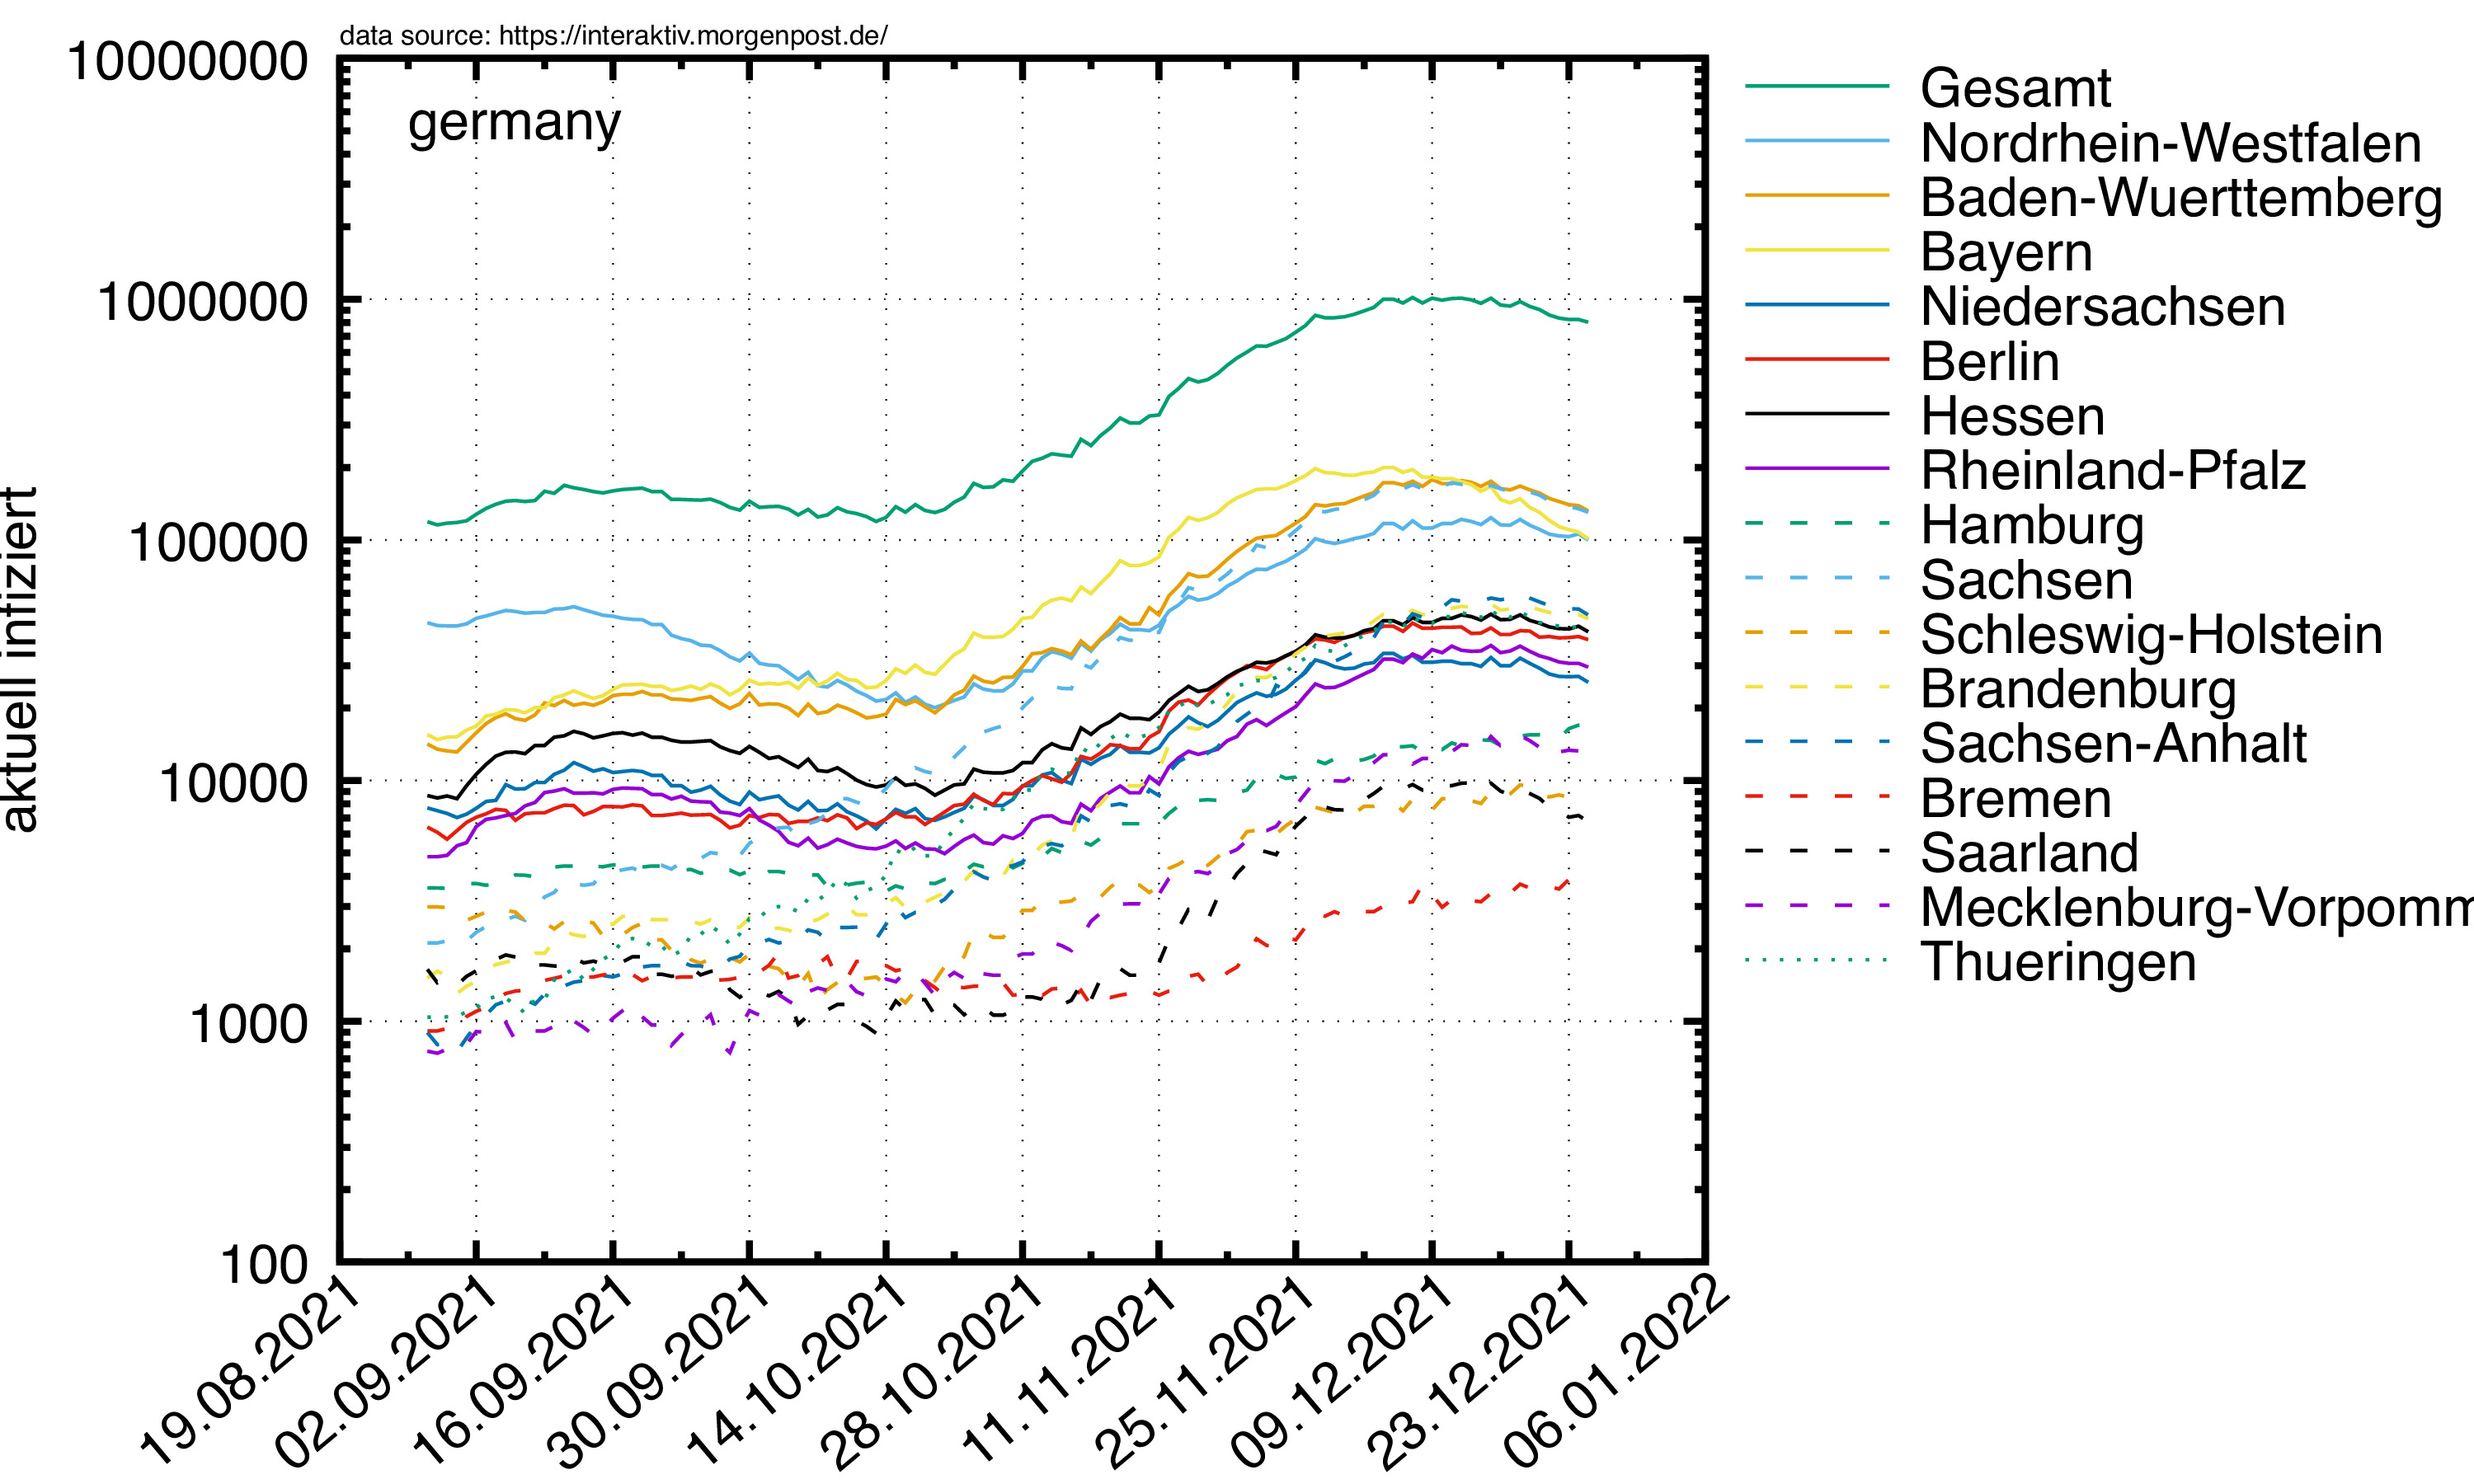 data source: https://interaktiv.morgenpost.de/
germany
aktuell infiziert
10000000
1000000
100000
10000
1000
100
19.08.2021
02.09.2021
16.09.2021
30.09.2021
14.10.2021
28.10.2021
11.11.2021
25.11.2021
09.12.2021
23.12.2021
06.01.2022
Gesamt
Nordrhein-Westfalen
Baden-Wuerttemberg
Bayern
Niedersachsen
Berlin
Hessen
Rheinland-Pfalz
Hamburg
Sachsen
Schleswig-Holstein
Brandenburg
Sachsen-Anhalt
Bremen
Saarland
Mecklenburg-Vorpomm
Thueringen